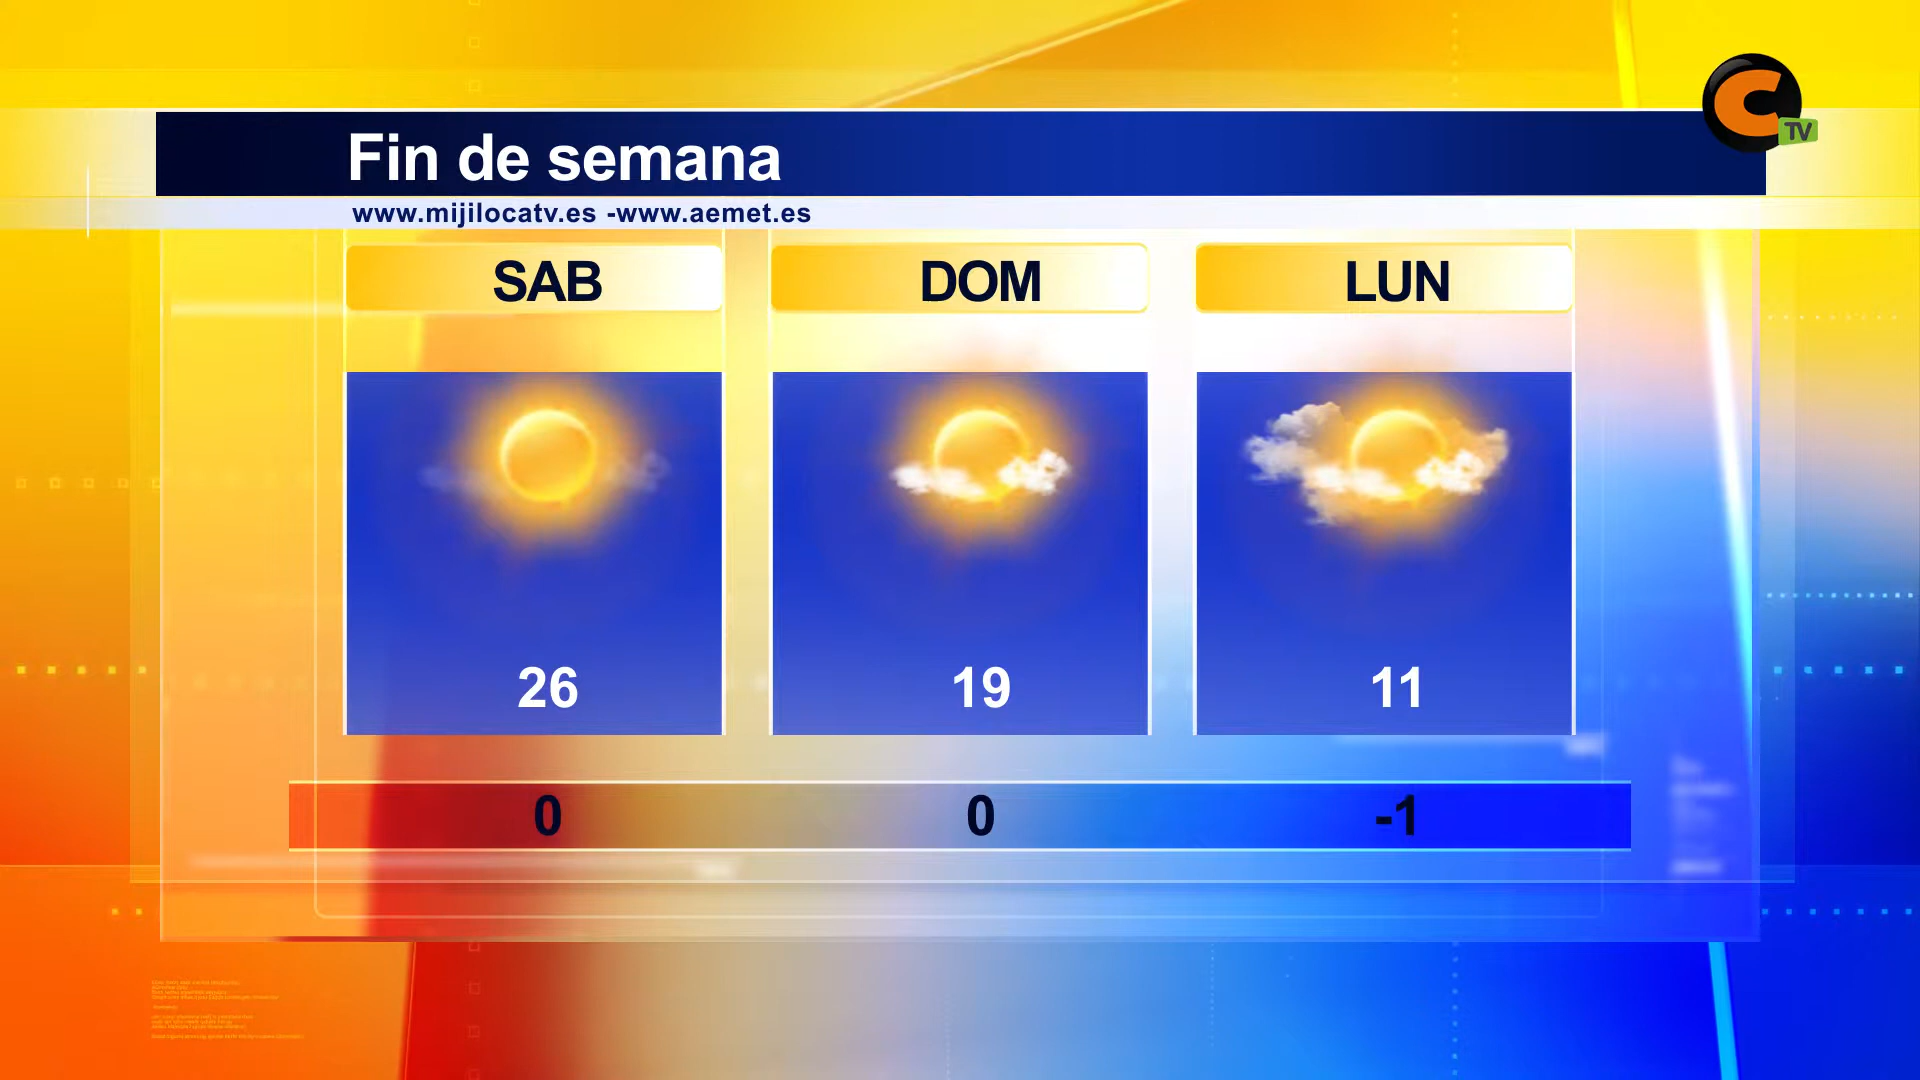 C TV
Fin de semana
www.mijilocatv.es -www.aemet.es
SAB DOM LUN
26 19 11
0 0 -1